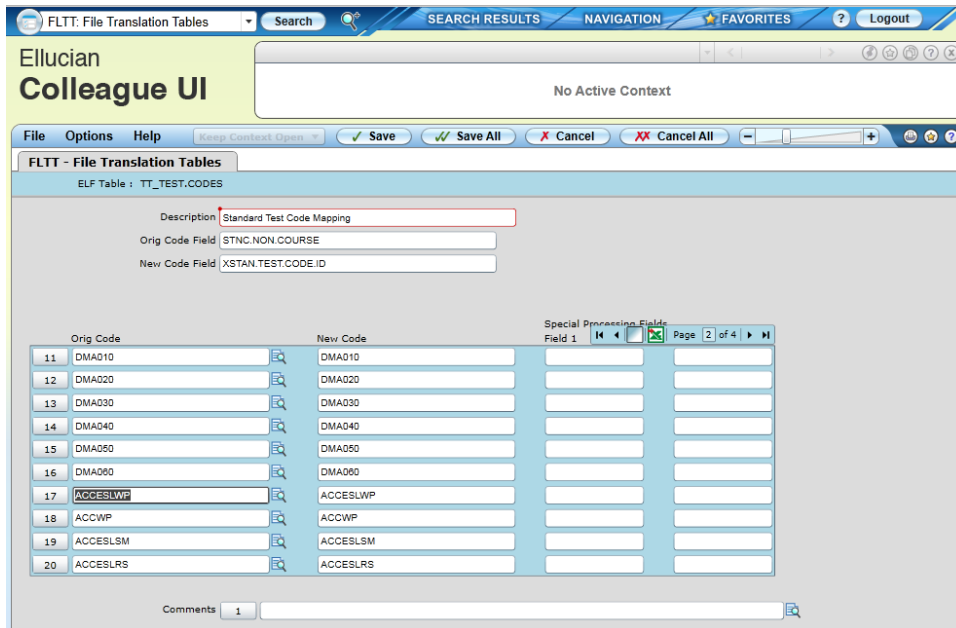 FLTT: File Translation Tables Search SEARCH RESULTS NAVIGATION FAVORITES ? Logout
Ellucian
Colleague UI
No Active Context
File Options Help Keep Context Open Save Save All Cancel Cancel All
FLTT - File Translation Tables
ELF Table : TT_TEST.CODES
Description Standard Test Code Mapping
Orig Code Field STNC.NON.COURSE
New Code Field XSTAN.TEST.CODE.ID
Special Processing Fields
Orig Code New Code Field 1 Page 2 of 4
11 DMA010 DMA010
12 DMA020 DMA020
13 DMA030 DMA030
14 DMA040 DMA040
15 DMA050 DMA050
16 DMA060 DMA060
17 ACCESLWP ACCESLWP
18 ACCWP ACCWP
19 ACCESLSM ACCESLSM
20 ACCESLRS ACCESLRS
Comments 1